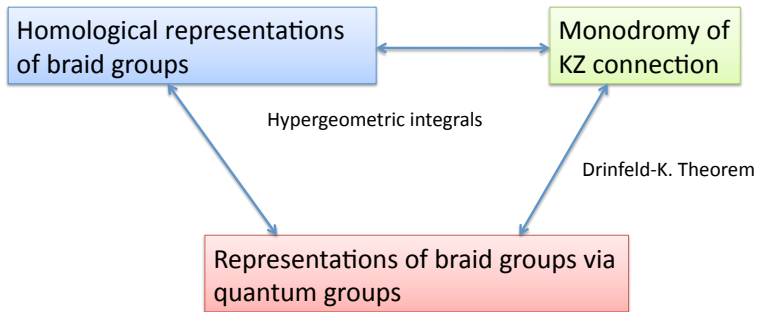 Homological representations
of braid groups
Monodromy of
KZ connection
Hypergeometric integrals
Drinfeld-K. Theorem
Representations of braid groups via
quantum groups